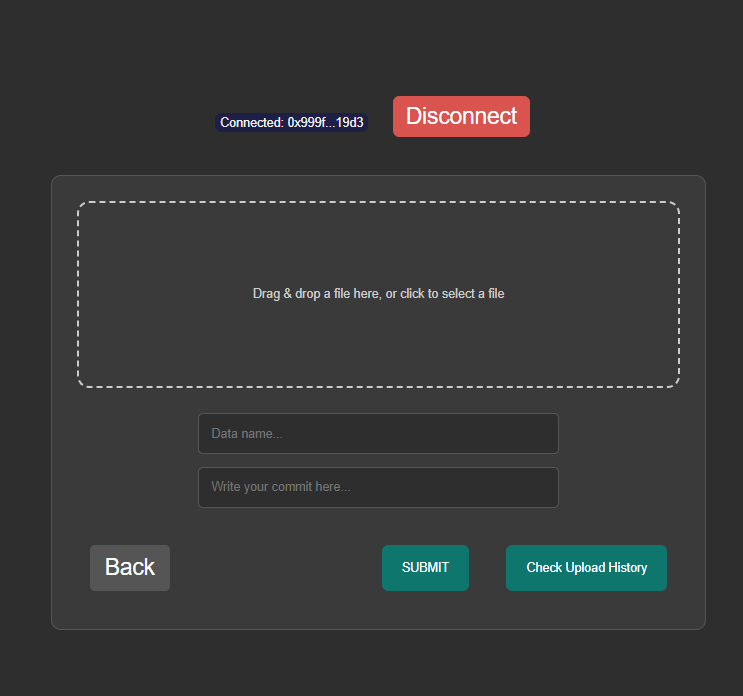 Connected: 0x999f...19d3
Disconnect
Drag & drop a file here, or click to select a file
Data name...
Write your commit here...
Back
SUBMIT
Check Upload History